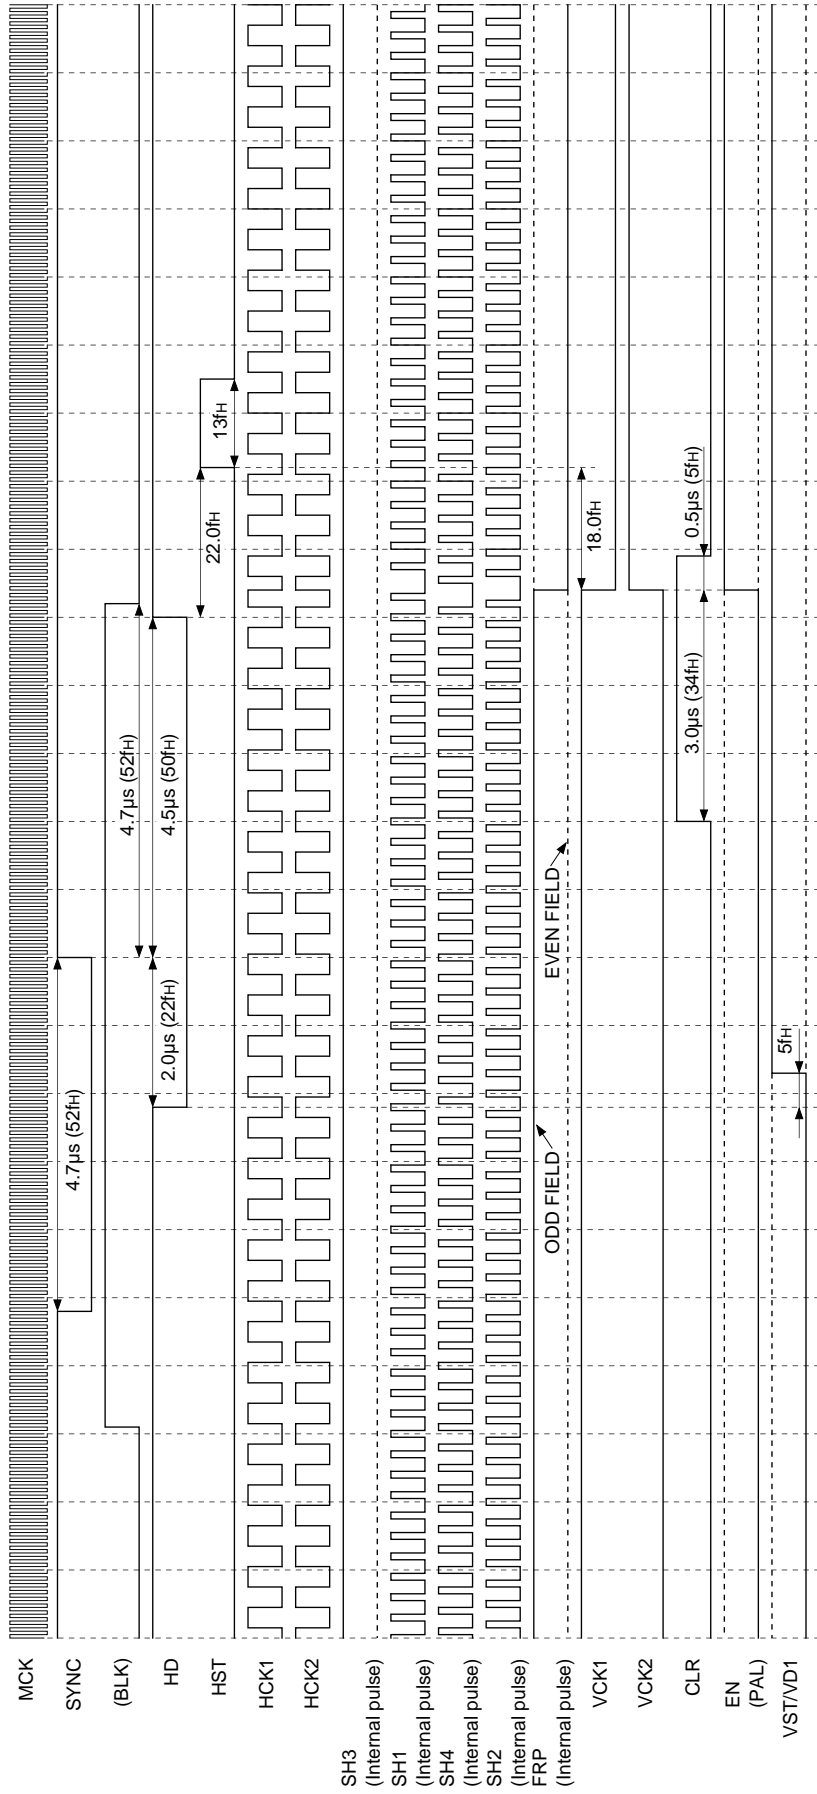 MCK
SYNC
4.7µs (52fH)
(BLK)
4.7µs (52fH)
HD
2.0µs (22fH)
4.5µs (50fH)
HST
22.0fH
13fH
HCK1
HCK2
SH3
(Internal pulse)
SH1
(Internal pulse)
SH4
(Internal pulse)
SH2
(Internal pulse)
FRP
(Internal pulse)
ODD FIELD
EVEN FIELD
VCK1
18.0fH
VCK2
CLR
3.0µs (34fH)
0.5µs (5fH)
EN
(PAL)
VST/VD1
5fH